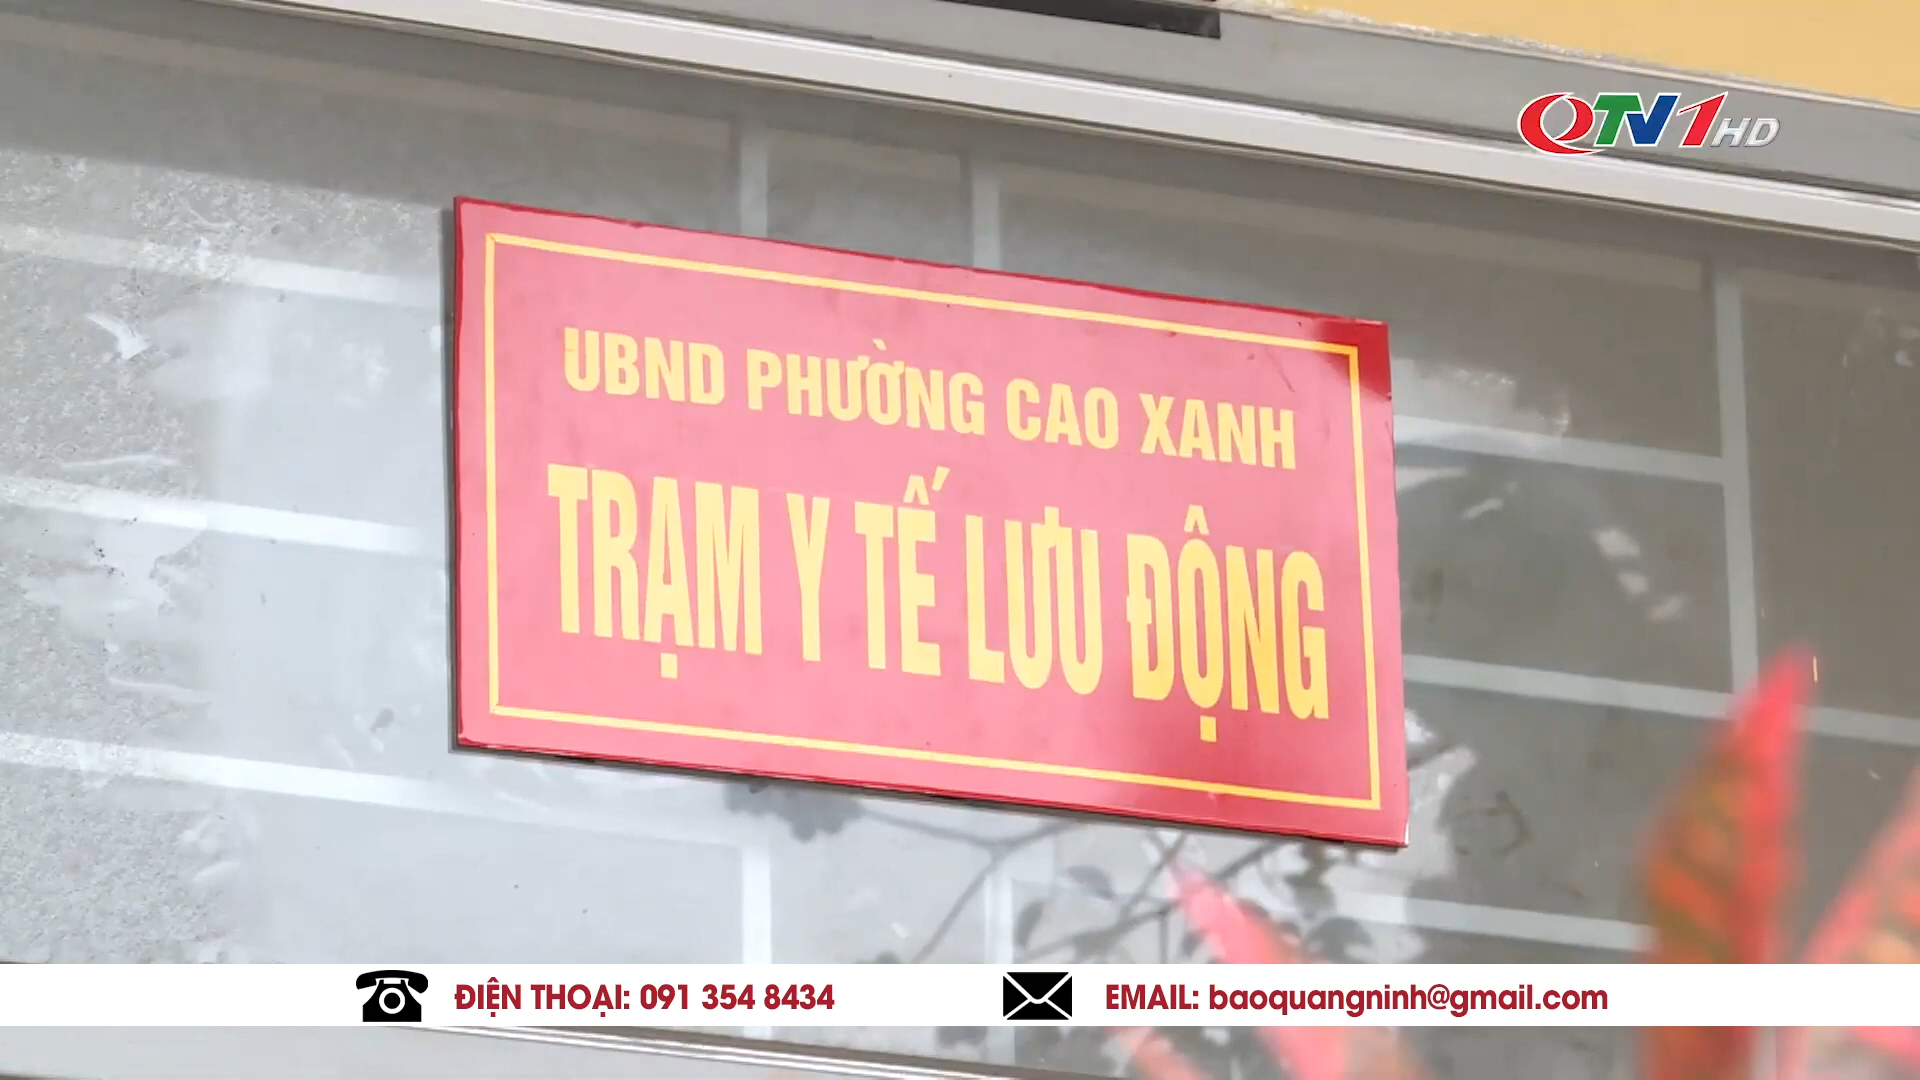 QTV1 HD
UBND PHƯỜNG CAO XANH
TRẠM Y TẾ LƯU ĐỘNG
ĐIỆN THOẠI: 091 354 8434
EMAIL: baoquangninh@gmail.com